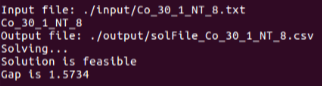 Input file: ./input/Co_30_1_NT_8.txt
Co_30_1_NT_8
Output file: ./output/solFile_Co_30_1_NT_8.csv
Solving...
Solution is feasible
Gap is 1.5734